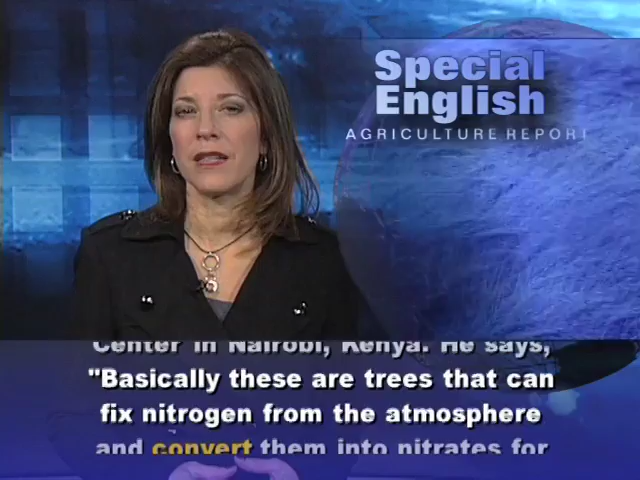 Special
English
AGRICULTURE REPORT
Center in Nairobi, Kenya. He says,
"Basically these are trees that can
fix nitrogen from the atmosphere
and convert them into nitrates for